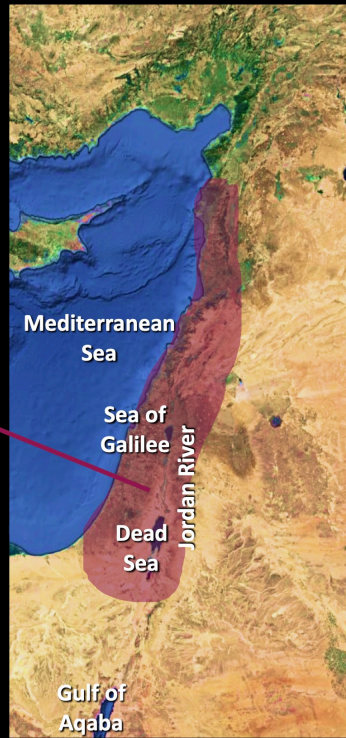 Mediterranean
Sea
Sea of
Galilee
Jordan River
Dead
Sea
Gulf of
Aqaba